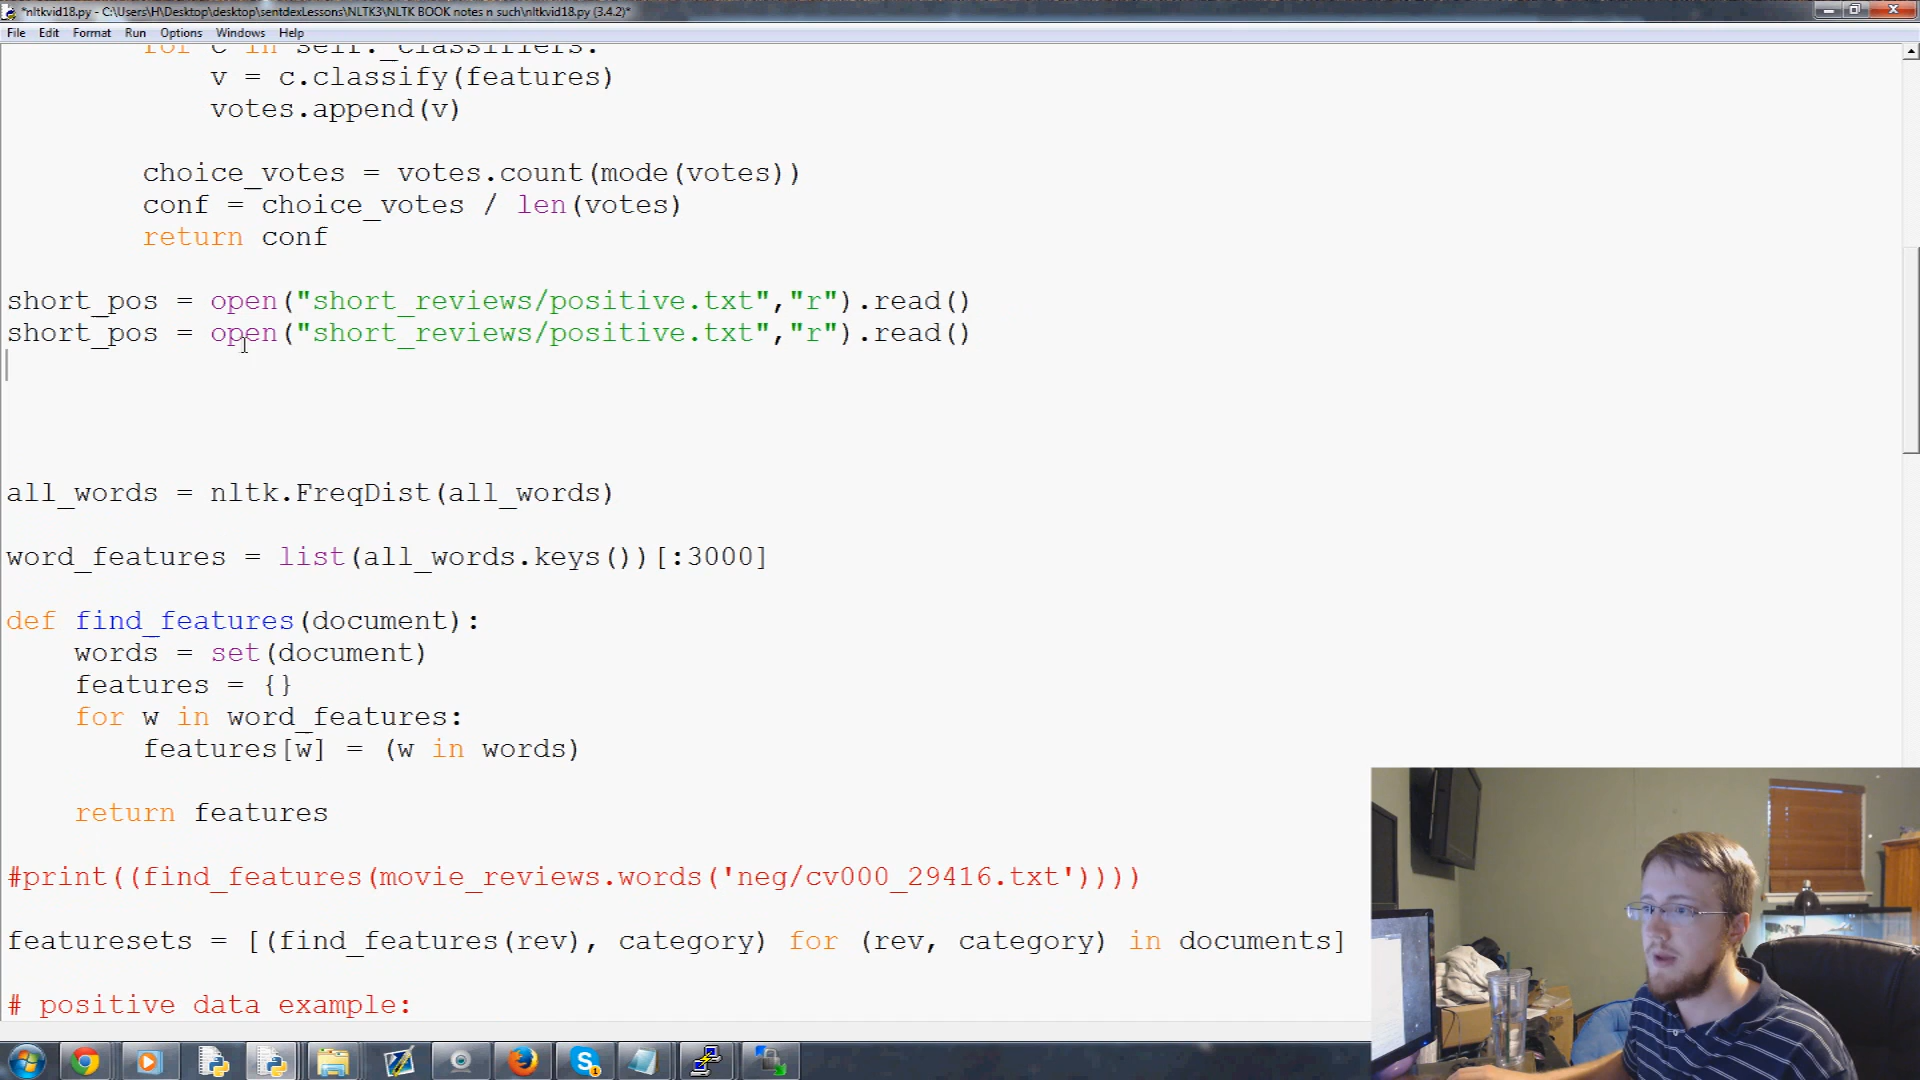 *nltkvid18.py - C:\Users\H\Desktop\desktop\sentdexLessons\NLTK3\NLTK BOOK notes n such\nltkvid18.py (3.4.2)*
File Edit Format Run Options Windows Help
for c in self._classifiers:
v = c.classify(features)
votes.append(v)
choice_votes = votes.count(mode(votes))
conf = choice_votes / len(votes)
return conf
short_pos = open("short_reviews/positive.txt","r").read()
short_pos = open("short_reviews/positive.txt","r").read()
all_words = nltk.FreqDist(all_words)
word_features = list(all_words.keys())[:3000]
def find_features(document):
words = set(document)
features = {}
for w in word_features:
features[w] = (w in words)
return features
#print((find_features(movie_reviews.words('neg/cv000_29416.txt'))))
featuresets = [(find_features(rev), category) for (rev, category) in documents]
# positive data example: